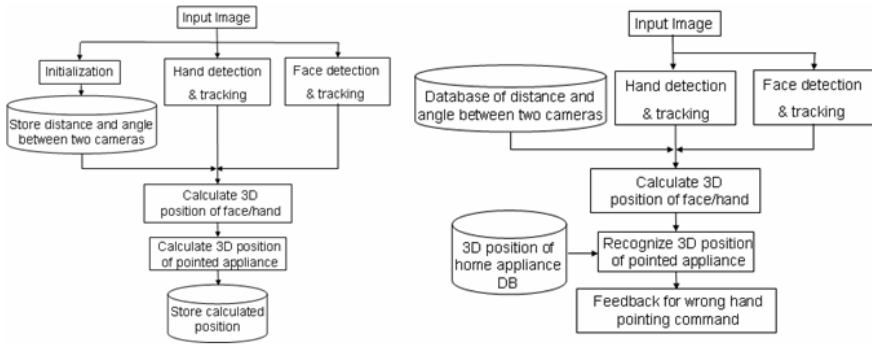 Input Image
Initialization
Hand detection
& tracking
Face detection
& tracking
Store distance and angle
between two cameras
Calculate 3D
position of face/hand
Calculate 3D position
of pointed appliance
Store calculated
position
Input Image
Database of distance and
angle between two cameras
Hand detection
& tracking
Face detection
& tracking
Calculate 3D
position of face/hand
3D position of
home appliance
DB
Recognize 3D position
of pointed appliance
Feedback for wrong hand
pointing command